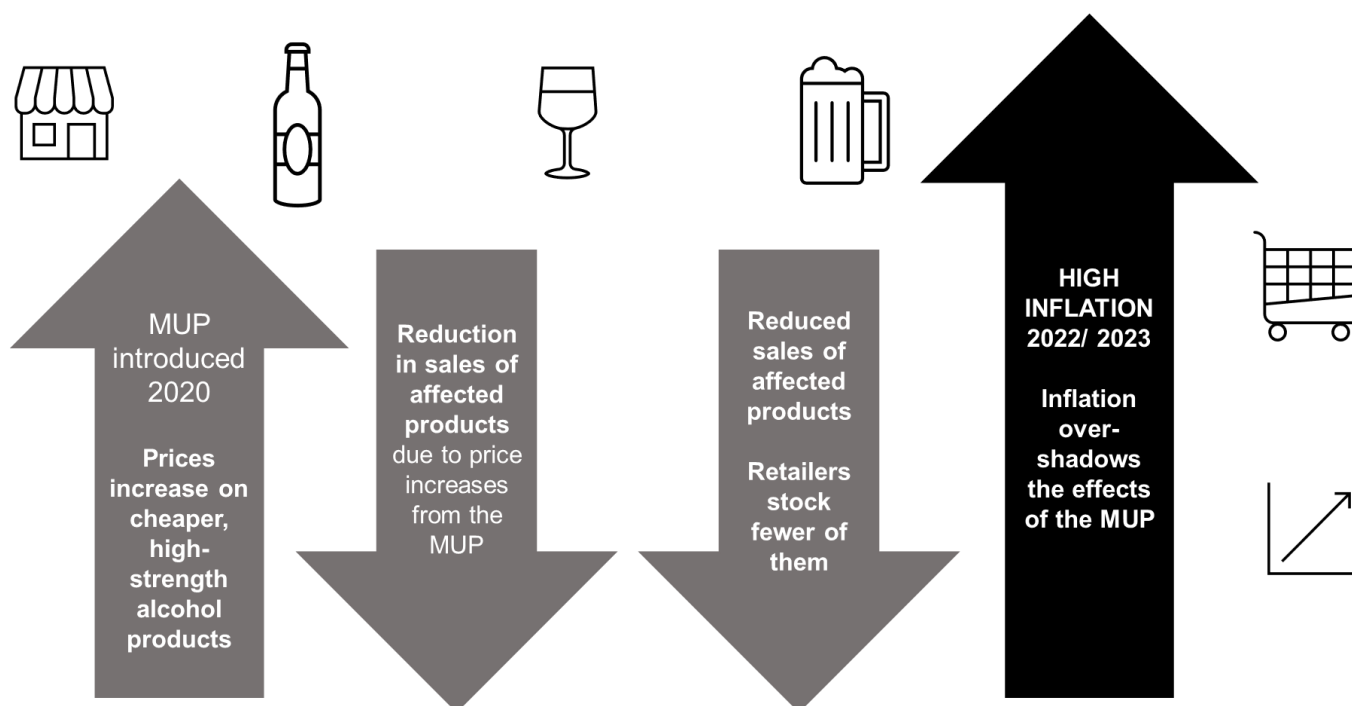 MUP
introduced
2020
Prices
increase on
cheaper,
high-
strength
alcohol
products
Reduction
in sales of
affected
products
due to price
increases
from the
MUP
Reduced
sales of
affected
products
Retailers
stock
fewer of
them
HIGH
INFLATION
2022/ 2023
Inflation
over-
shadows
the effects
of the MUP